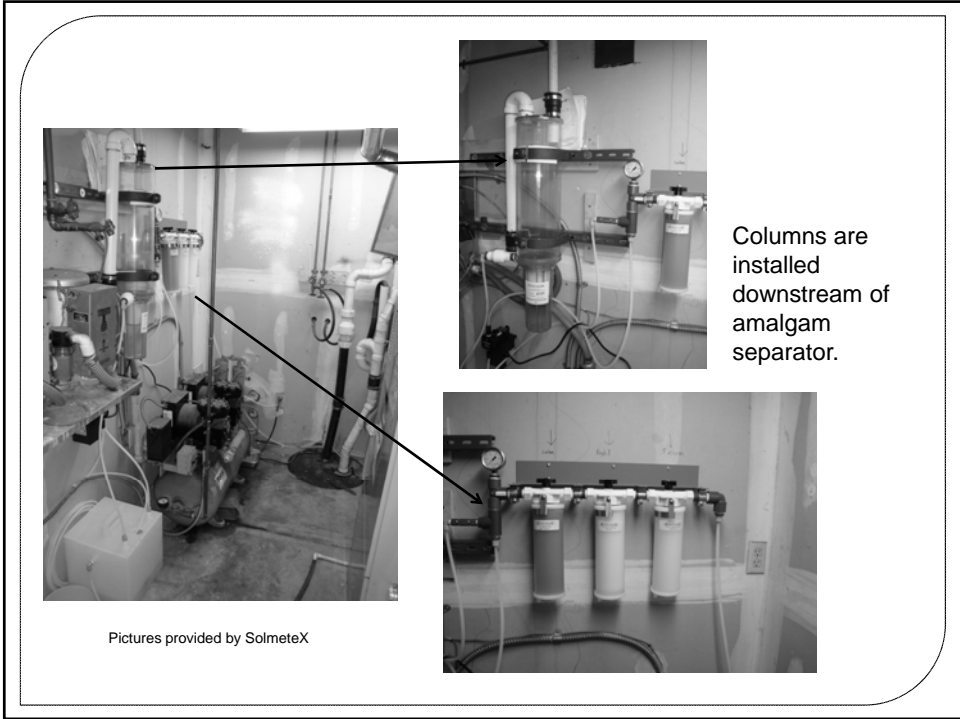 Columns are
installed
downstream of
amalgam
separator.
Pictures provided by SolmeteX